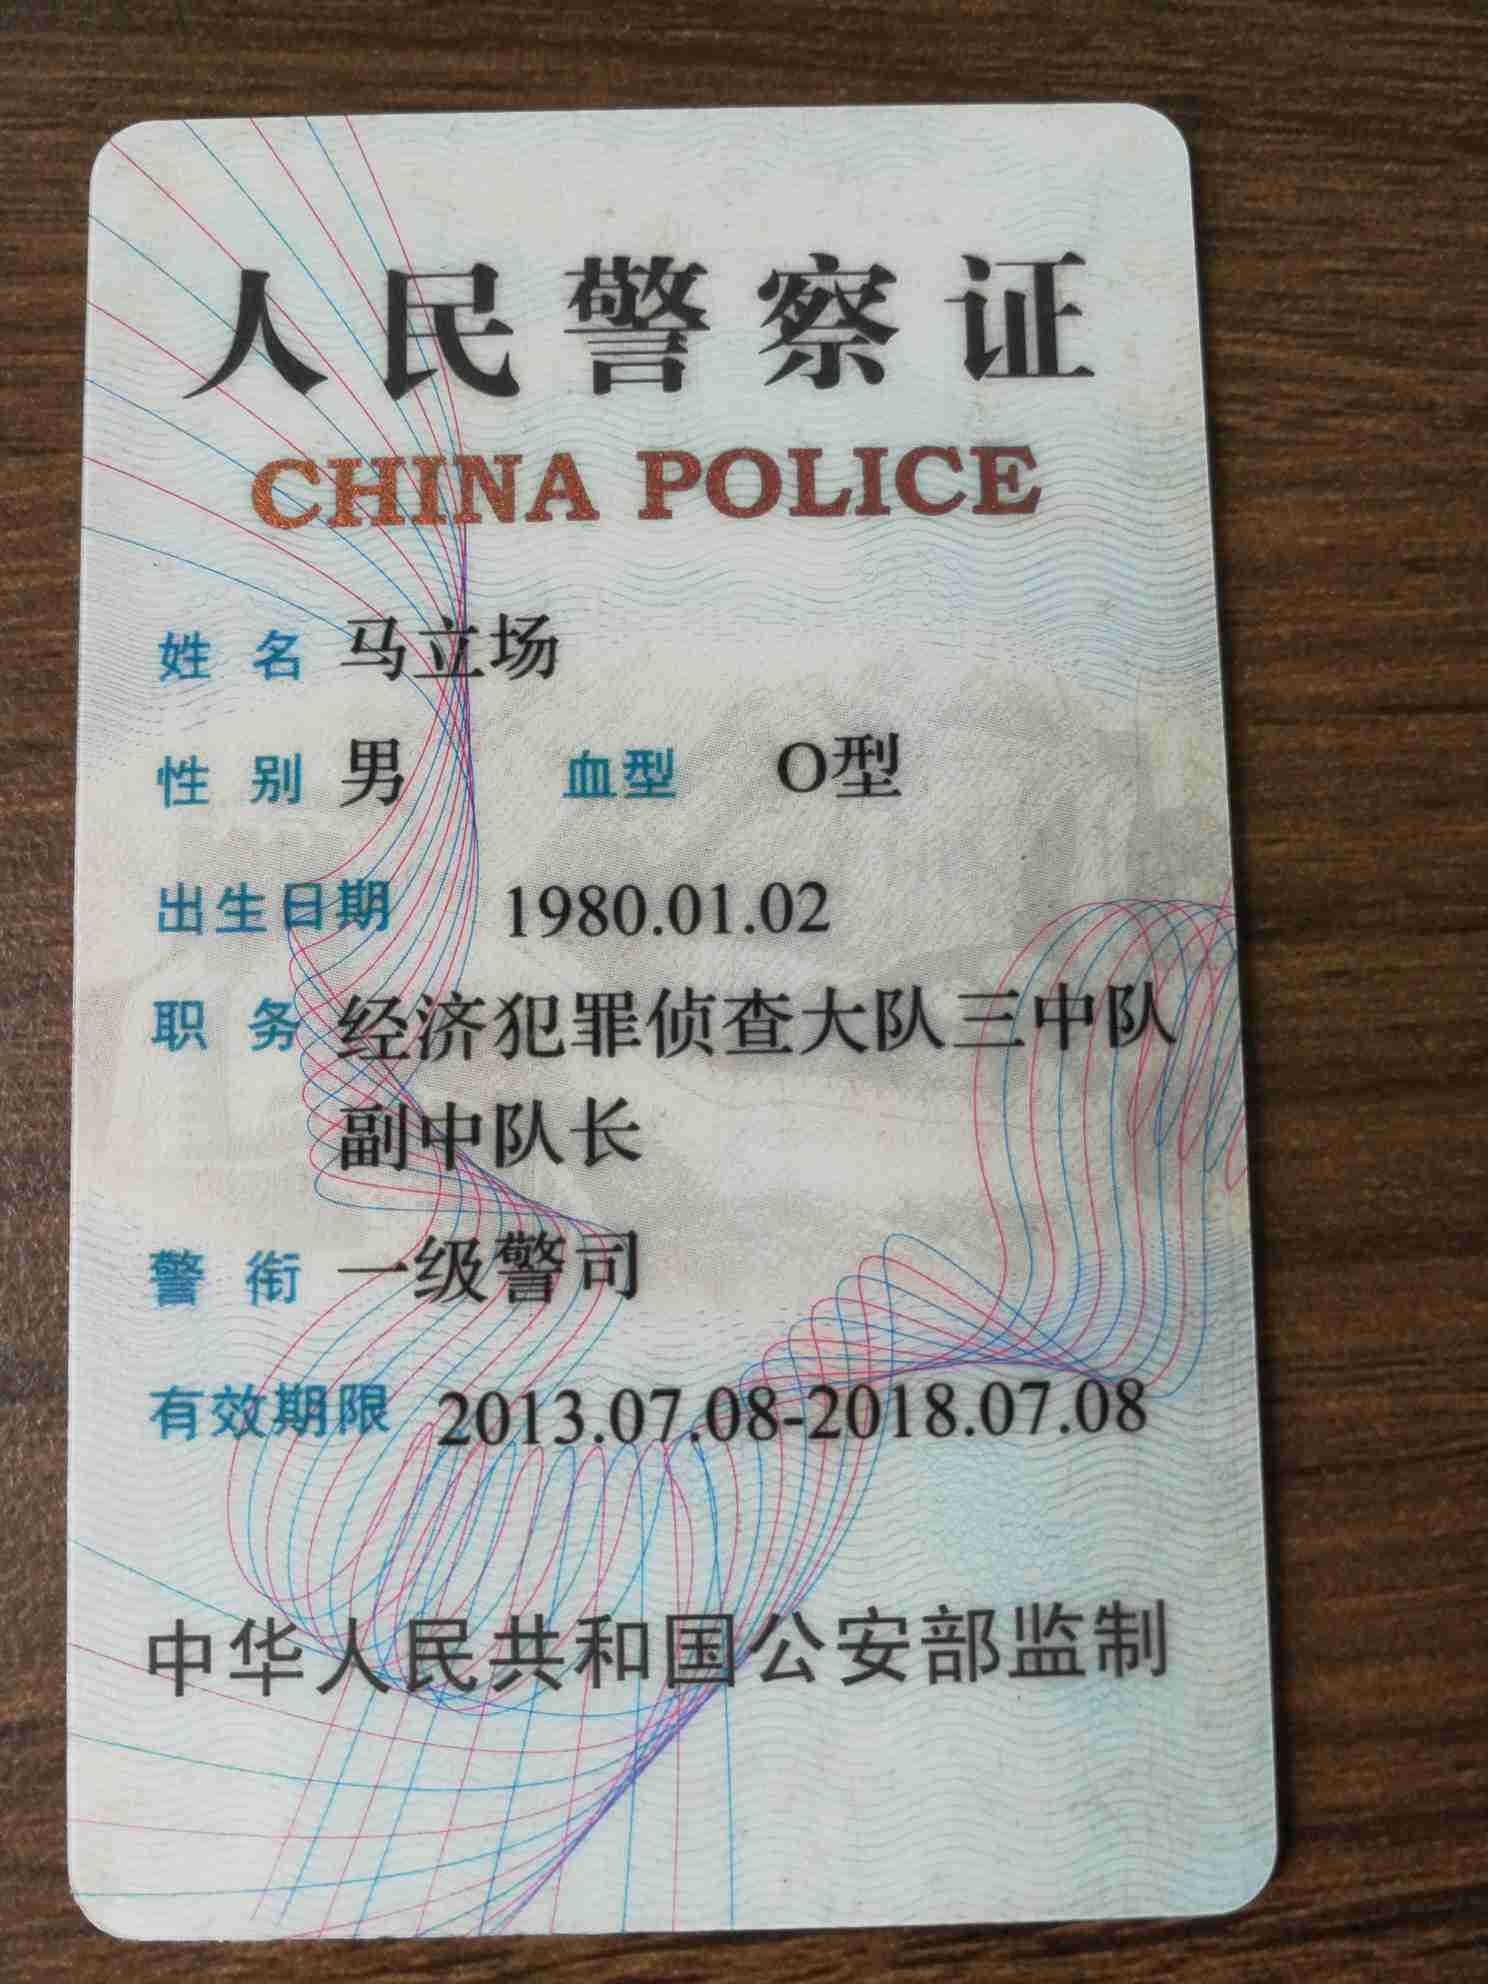 人民警察证
CHINA POLICE
姓名 马立场
性别 男 血型 O型
出生日期 1980.01.02
职务 经济犯罪侦查大队三中队
副中队长
警衔 一级警司
有效期限 2013.07.08-2018.07.08
中华人民共和国公安部监制